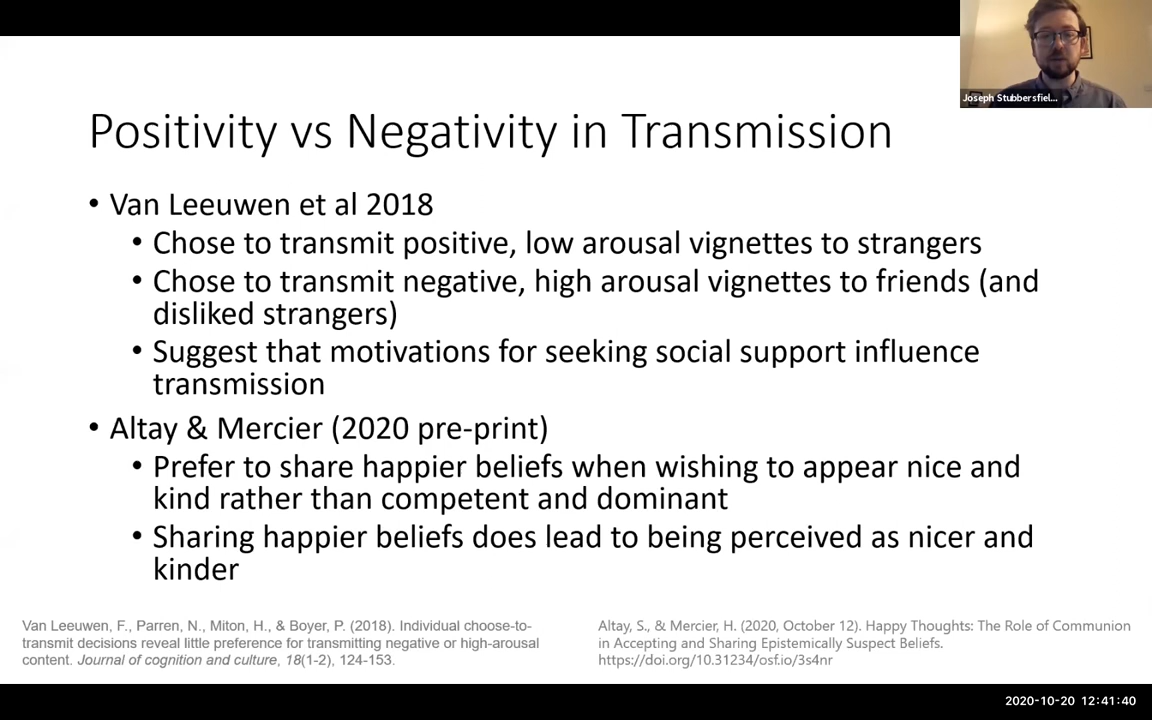 Joseph Stubbersfiel...
Positivity vs Negativity in Transmission
• Van Leeuwen et al 2018
• Chose to transmit positive, low arousal vignettes to strangers
• Chose to transmit negative, high arousal vignettes to friends (and
disliked strangers)
• Suggest that motivations for seeking social support influence
transmission
• Altay & Mercier (2020 pre-print)
• Prefer to share happier beliefs when wishing to appear nice and
kind rather than competent and dominant
• Sharing happier beliefs does lead to being perceived as nicer and
kinder
Van Leeuwen, F., Parren, N., Miton, H., & Boyer, P. (2018). Individual choose-to-
transmit decisions reveal little preference for transmitting negative or high-arousal
content. Journal of cognition and culture, 18(1-2), 124-153.
Altay, S., & Mercier, H. (2020, October 12). Happy Thoughts: The Role of Communion
in Accepting and Sharing Epistemically Suspect Beliefs.
https://doi.org/10.31234/osf.io/3s4nr
2020-10-20 12:41:40